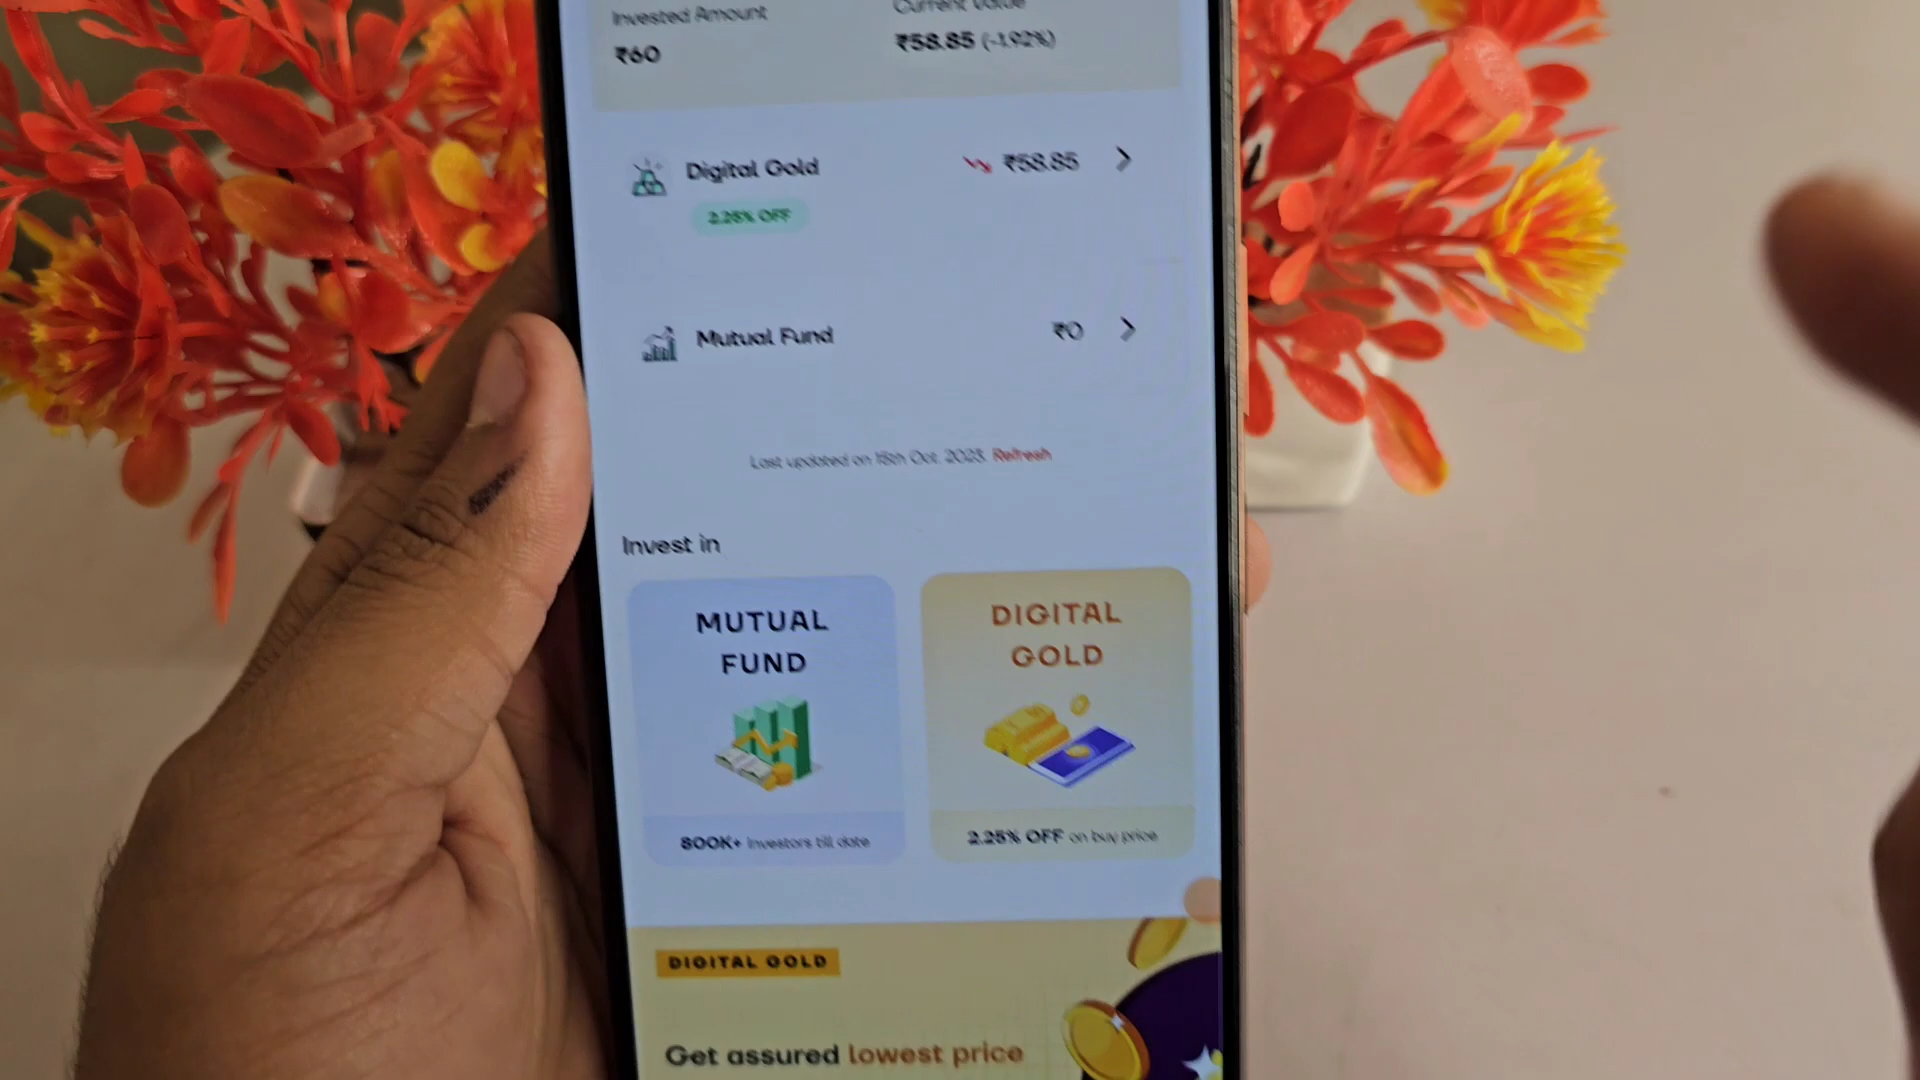 Invested Amount
Current Value
₹60
₹58.85 (-1.92%)
Digital Gold
₹58.85
2.25% OFF
Mutual Fund
₹0
Last updated on 15th Oct, 2023. Refresh
Invest in
MUTUAL
FUND
800K+ Investors till date
DIGITAL
GOLD
2.25% OFF on buy price
DIGITAL GOLD
Get assured lowest price